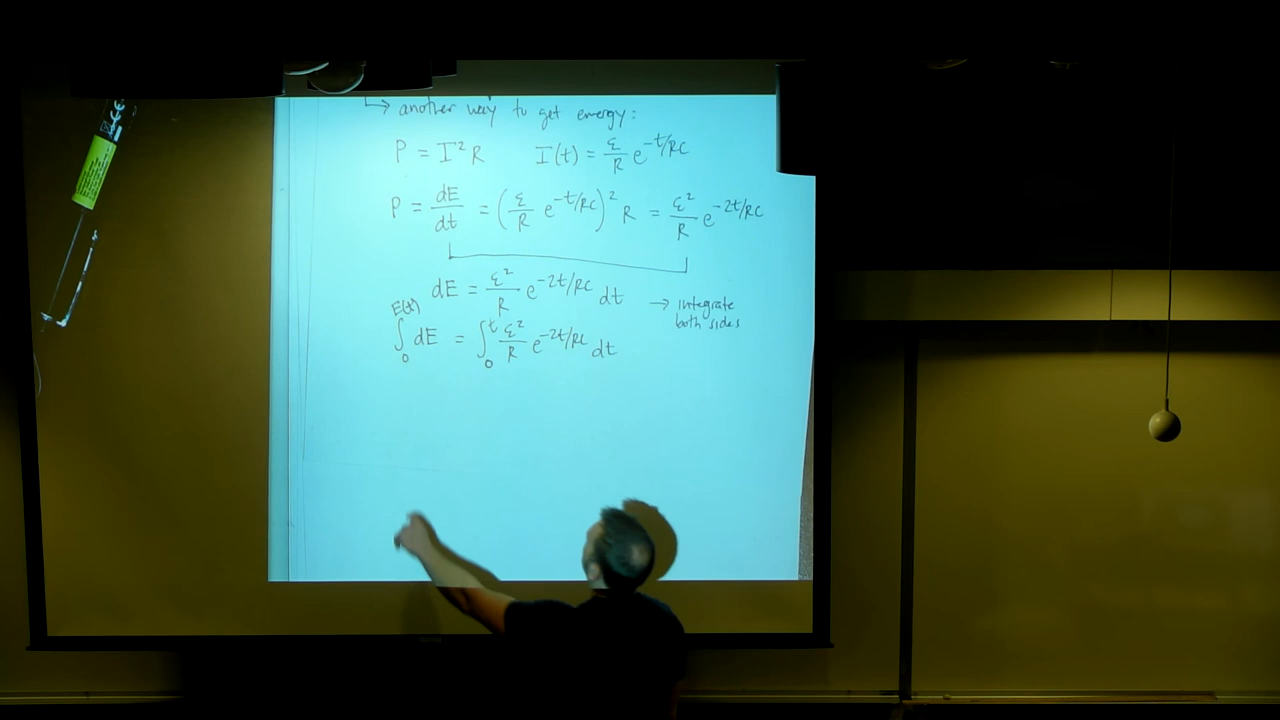 ↳ another way to get energy:
P = I²R I(t) = ε/R e^(-t/RC)
P = dE/dt = (ε/R e^(-t/RC))² R = ε²/R e^(-2t/RC)
dE = ε²/R e^(-2t/RC) dt → integrate both sides
∫₀^E(t) dE = ∫₀^t ε²/R e^(-2t/RC) dt